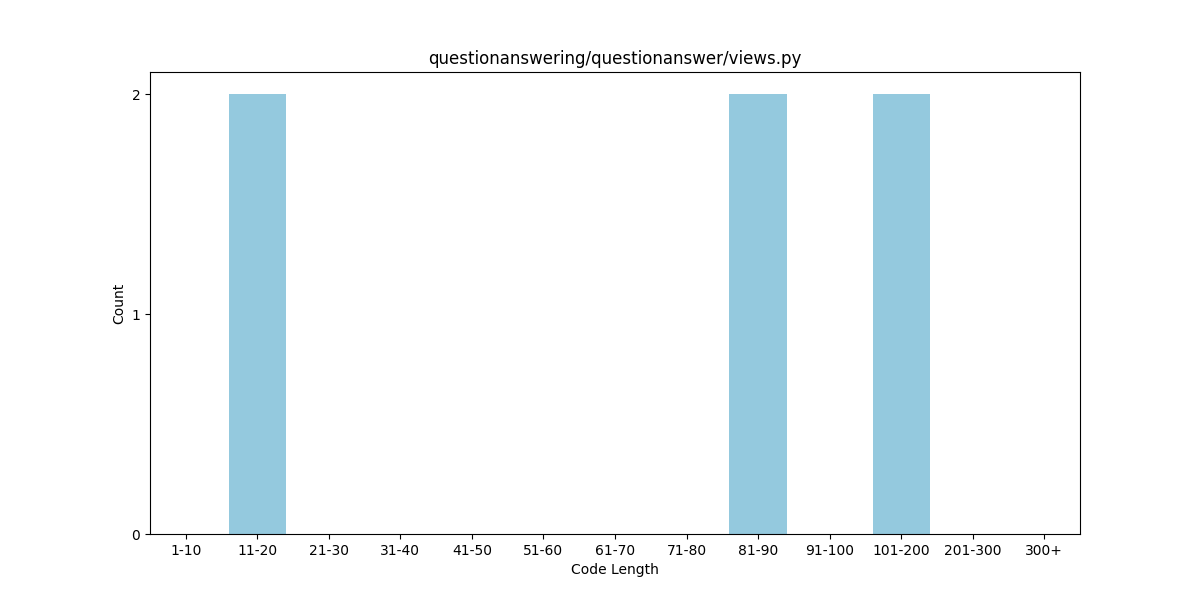 questionanswering/questionanswer/views.py
2
1
0
Count
1-10 11-20 21-30 31-40 41-50 51-60 61-70 71-80 81-90 91-100 101-200 201-300 300+
Code Length